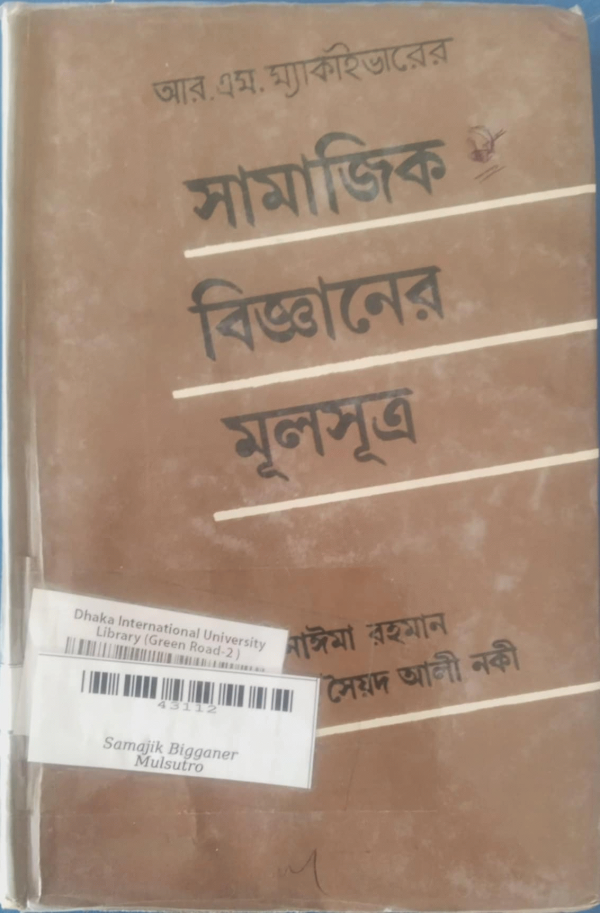 আর.এম. ম্যাকাইভারের
সামাজিক
বিজ্ঞানের
মূলসূত্র
নাঈমা রহমান
সৈয়দ আলী নকী
Dhaka International University
Library (Green Road-2)
43112
Samajik Bigganer
Mulsutro